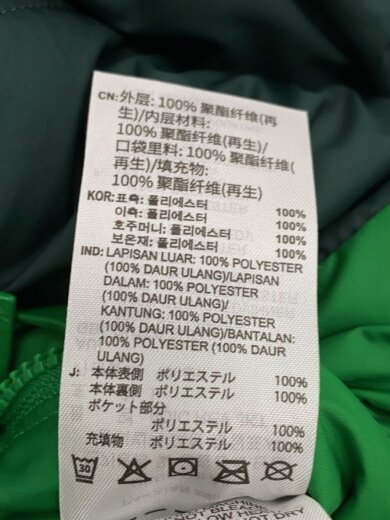 CN: 外层: 100% 聚酯纤维(再
生)/内层材料:
100% 聚酯纤维(再生)/
口袋里料: 100% 聚酯纤维(
再生)/填充物:
100% 聚酯纤维(再生)
KOR: 표측: 폴리에스터 100%
이측: 폴리에스터 100%
호주머니: 폴리에스터 100%
보온재: 폴리에스터 100%
IND: LAPISAN LUAR: 100% POLYESTER
(100% DAUR ULANG)/LAPISAN
DALAM: 100% POLYESTER
(100% DAUR ULANG)/
KANTUNG: 100% POLYESTER
(100% DAUR ULANG)/BANTALAN:
100% POLYESTER (100% DAUR
ULANG)
J: 本体表側 ポリエステル 100%
本体裏側 ポリエステル 100%
ポケット部分
ポリエステル 100%
充填物 ポリエステル 100%
30
LOW HEAT DRY